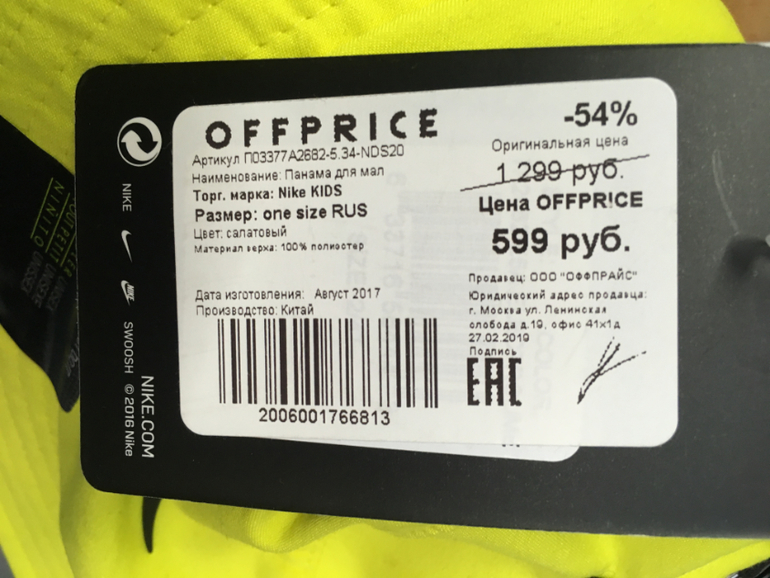 OFFPRICE
Артикул П03377A2682-5.34-NDS20
Наименование: Панама для мал
Торг. марка: Nike KIDS
Размер: one size RUS
Цвет: салатовый
Материал верха: 100% полиэстер
Дата изготовления: Август 2017
Производство: Китай
2006001766813
-54%
Оригинальная цена
1 299 руб.
Цена OFFPRICE
599 руб.
Продавец: ООО "ОФФПРАЙС"
Юридический адрес продавца:
г. Москва ул. Ленинская
слобода д.19, офис 41х1д
27.02.2019
Подпись
EAC
NIKE
SWOOSH © 2016 Nike
NIKE.COM